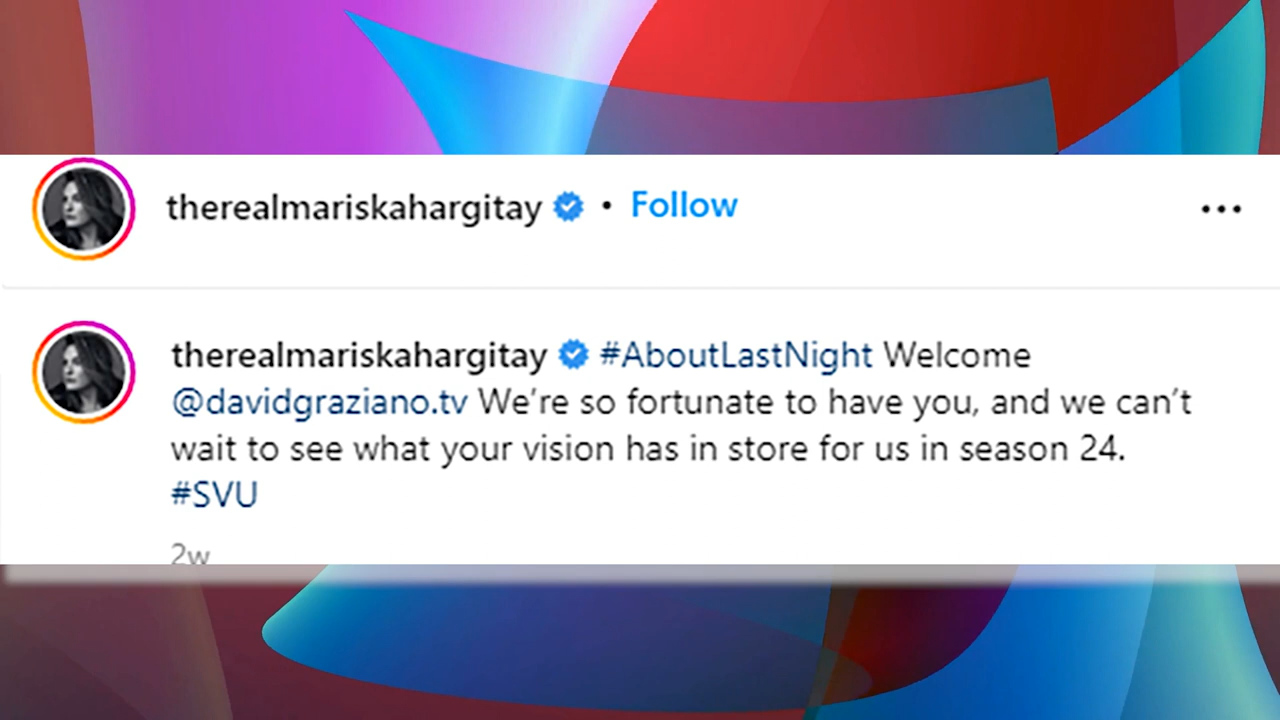 therealmariskahargitay • Follow
therealmariskahargitay #AboutLastNight Welcome
@davidgraziano.tv We’re so fortunate to have you, and we can’t
wait to see what your vision has in store for us in season 24.
#SVU
2w